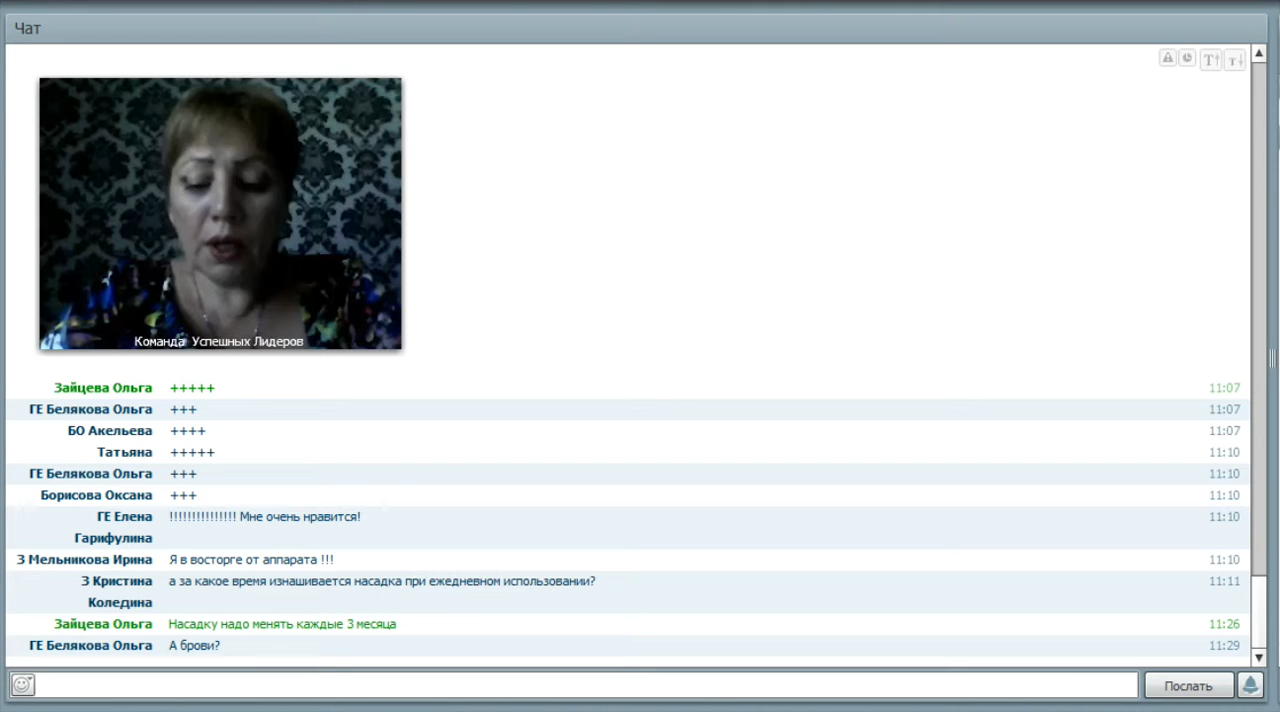 Чат
Команда Успешных Лидеров
Зайцева Ольга +++++ 11:07
ГЕ Белякова Ольга +++ 11:07
БО Акельева ++++ 11:07
Татьяна +++++ 11:10
ГЕ Белякова Ольга +++ 11:10
Борисова Оксана +++ 11:10
ГЕ Елена !!!!!!!!!!!!!!! Мне очень нравится! 11:10
Гарифулина
З Мельникова Ирина Я в восторге от аппарата !!! 11:10
З Кристина а за какое время изнашивается насадка при ежедневном использовании? 11:11
Коледина
Зайцева Ольга Насадку надо менять каждые 3 месяца 11:26
ГЕ Белякова Ольга А брови? 11:29
Послать